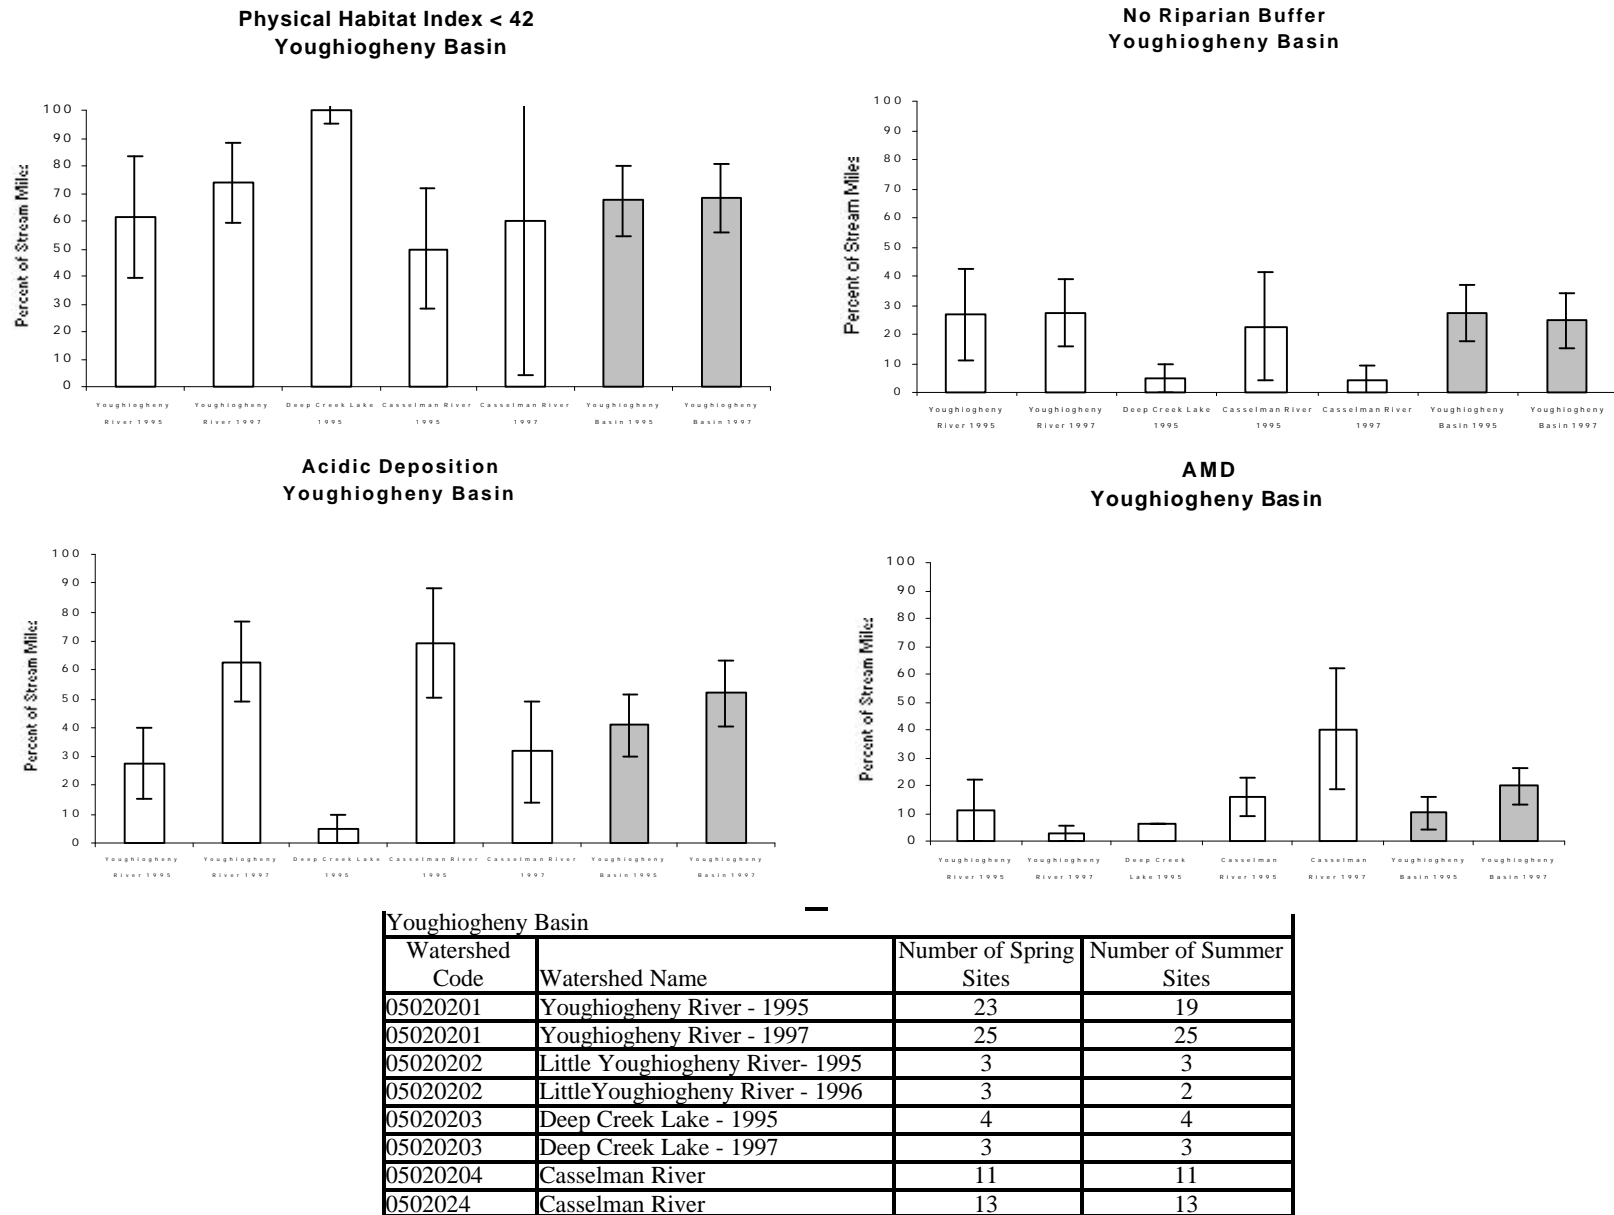 Physical Habitat Index < 42
Youghiogheny Basin
100
90
80
70
60
50
40
30
20
10
0
Percent of Stream Miles
Youghiogheny River 1995
Youghiogheny River 1997
Deep Creek Lake 1995
Casselman River 1995
Casselman River 1997
Youghiogheny Basin 1995
Youghiogheny Basin 1997
No Riparian Buffer
Youghiogheny Basin
100
90
80
70
60
50
40
30
20
10
0
Percent of Stream Miles
Youghiogheny River 1995
Youghiogheny River 1997
Deep Creek Lake 1995
Casselman River 1995
Casselman River 1997
Youghiogheny Basin 1995
Youghiogheny Basin 1997
Acidic Deposition
Youghiogheny Basin
100
90
80
70
60
50
40
30
20
10
0
Percent of Stream Miles
Youghiogheny River 1995
Youghiogheny River 1997
Deep Creek Lake 1995
Casselman River 1995
Casselman River 1997
Youghiogheny Basin 1995
Youghiogheny Basin 1997
AMD
Youghiogheny Basin
100
90
80
70
60
50
40
30
20
10
0
Percent of Stream Miles
Youghiogheny River 1995
Youghiogheny River 1997
Deep Creek Lake 1995
Casselman River 1995
Casselman River 1997
Youghiogheny Basin 1995
Youghiogheny Basin 1997
Youghiogheny Basin
Watershed Code Watershed Name Number of Spring Sites Number of Summer Sites
05020201 Youghiogheny River - 1995 23 19
05020201 Youghiogheny River - 1997 25 25
05020202 Little Youghiogheny River- 1995 3 3
05020202 LittleYoughiogheny River - 1996 3 2
05020203 Deep Creek Lake - 1995 4 4
05020203 Deep Creek Lake - 1997 3 3
05020204 Casselman River 11 11
0502024 Casselman River 13 13